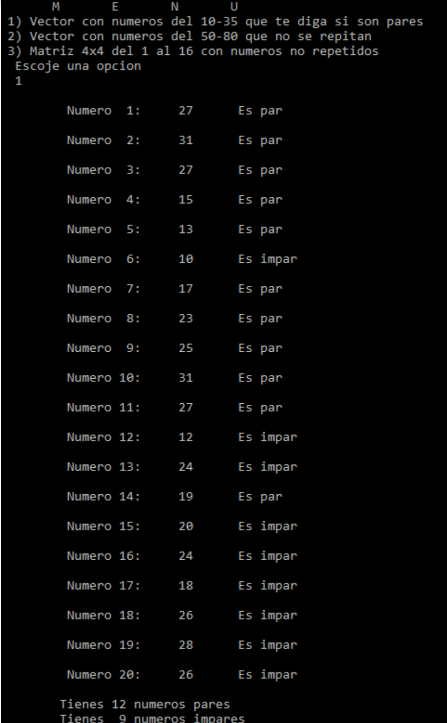 M E N U
1) Vector con numeros del 10-35 que te diga si son pares
2) Vector con numeros del 50-80 que no se repitan
3) Matriz 4x4 del 1 al 16 con numeros no repetidos
Escoje una opcion
1
Numero 1: 27 Es par
Numero 2: 31 Es par
Numero 3: 27 Es par
Numero 4: 15 Es par
Numero 5: 13 Es par
Numero 6: 10 Es impar
Numero 7: 17 Es par
Numero 8: 23 Es par
Numero 9: 25 Es par
Numero 10: 31 Es par
Numero 11: 27 Es par
Numero 12: 12 Es impar
Numero 13: 24 Es impar
Numero 14: 19 Es par
Numero 15: 20 Es impar
Numero 16: 24 Es impar
Numero 17: 18 Es impar
Numero 18: 26 Es impar
Numero 19: 28 Es impar
Numero 20: 26 Es impar
Tienes 12 numeros pares
Tienes 9 numeros impares